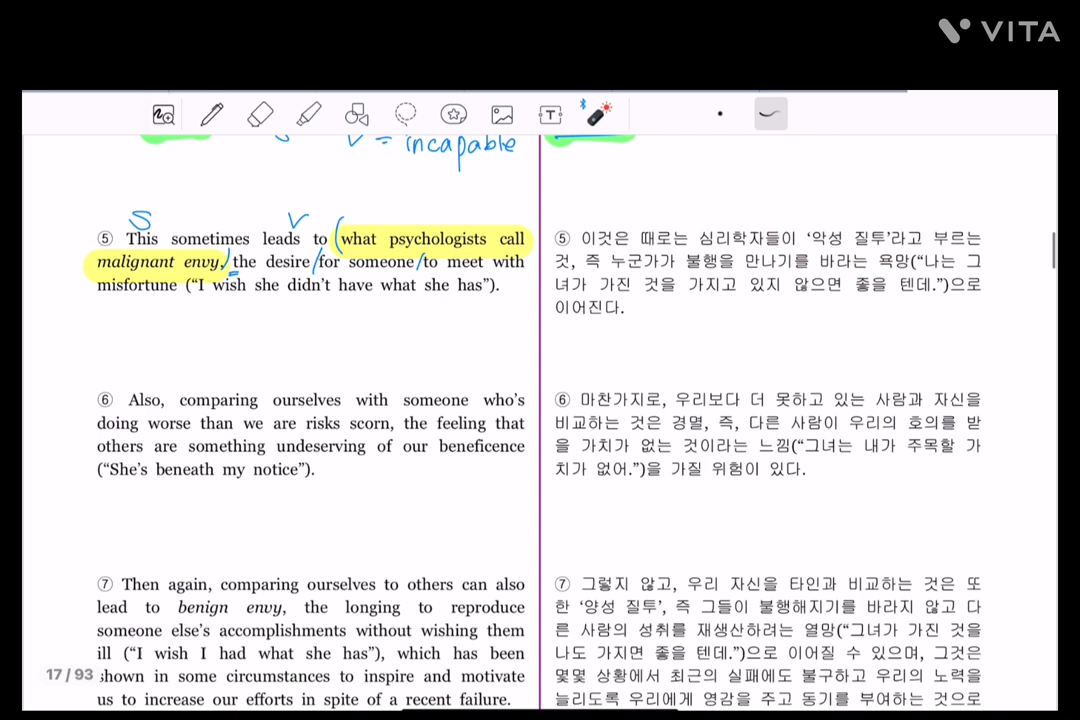 VITA
T
V = incapable
S
V
⑤ This sometimes leads to (what psychologists call
malignant envy,) the desire/for someone/to meet with
misfortune (“I wish she didn’t have what she has”).
⑤ 이것은 때로는 심리학자들이 ‘악성 질투’라고 부르는
것, 즉 누군가가 불행을 만나기를 바라는 욕망(“나는 그
녀가 가진 것을 가지고 있지 않으면 좋을 텐데.”)으로
이어진다.
⑥ Also, comparing ourselves with someone who’s
doing worse than we are risks scorn, the feeling that
others are something undeserving of our beneficence
(“She’s beneath my notice”).
⑥ 마찬가지로, 우리보다 더 못하고 있는 사람과 자신을
비교하는 것은 경멸, 즉, 다른 사람이 우리의 호의를 받
을 가치가 없는 것이라는 느낌(“그녀는 내가 주목할 가
치가 없어.”)을 가질 위험이 있다.
⑦ Then again, comparing ourselves to others can also
lead to benign envy, the longing to reproduce
someone else’s accomplishments without wishing them
ill (“I wish I had what she has”), which has been
shown in some circumstances to inspire and motivate
us to increase our efforts in spite of a recent failure.
⑦ 그렇지 않고, 우리 자신을 타인과 비교하는 것은 또
한 ‘양성 질투’, 즉 그들이 불행해지기를 바라지 않고 다
른 사람의 성취를 재생산하려는 열망(“그녀가 가진 것을
나도 가지면 좋을 텐데.”)으로 이어질 수 있으며, 그것은
몇몇 상황에서 최근의 실패에도 불구하고 우리의 노력을
늘리도록 우리에게 영감을 주고 동기를 부여하는 것으로
17/93